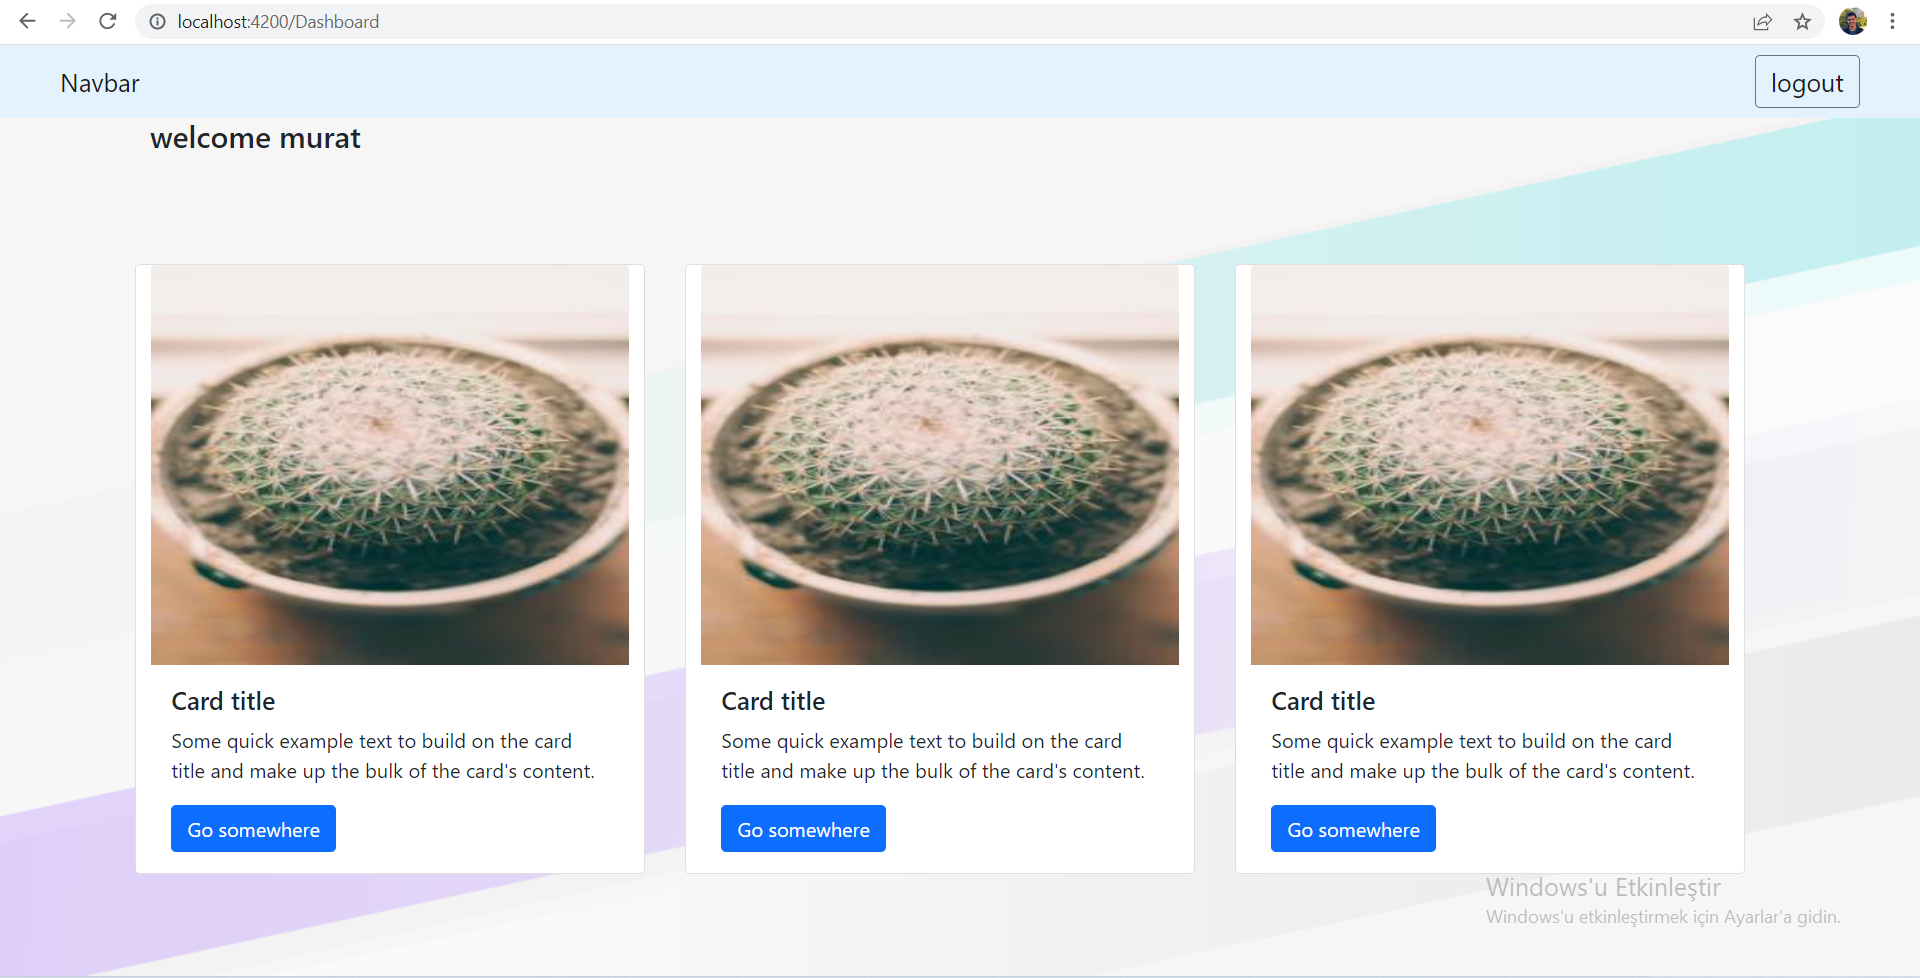 localhost:4200/Dashboard
Navbar
logout
welcome murat
Card title
Some quick example text to build on the card
title and make up the bulk of the card's content.
Go somewhere
Card title
Some quick example text to build on the card
title and make up the bulk of the card's content.
Go somewhere
Card title
Some quick example text to build on the card
title and make up the bulk of the card's content.
Go somewhere
Windows'u Etkinleştir
Windows'u etkinleştirmek için Ayarlar'a gidin.